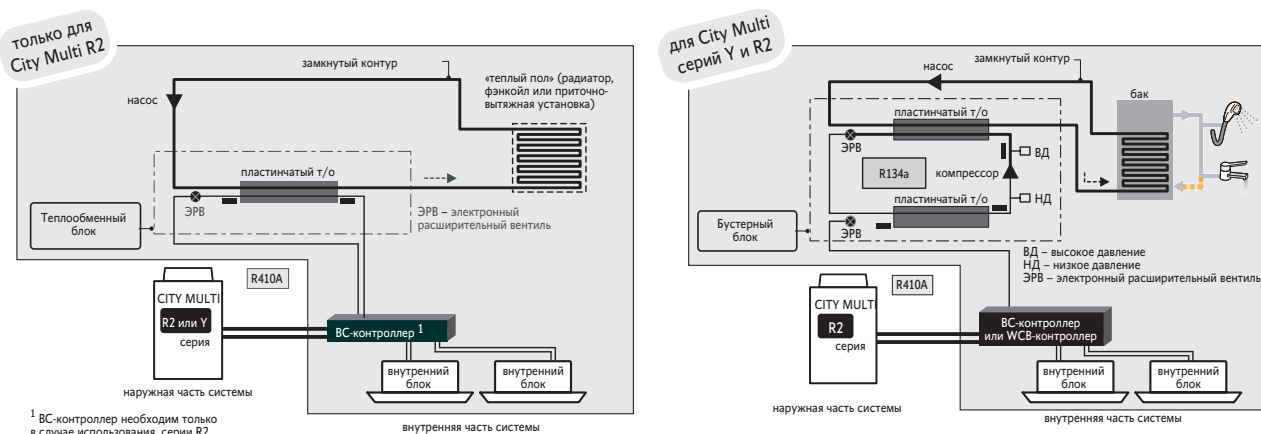 только для
City Multi R2
замкнутый контур
«теплый пол» (радиатор,
фэнкойл или приточно-
вытяжная установка)
насос
пластинчатый т/о
ЭРВ
ЭРВ – электронный
расширительный вентиль
Теплообменный
блок
R410A
CITY MULTI
R2 или Y
серия
BC-контроллер 1
внутренний
блок
внутренний
блок
наружная часть системы
1 BC-контроллер необходим только
в случае использования серии R2
внутренняя часть системы
для City Multi
серий Y и R2
насос
замкнутый контур
бак
пластинчатый т/о
ЭРВ
ВД
R134a
компрессор
НД
пластинчатый т/о
ЭРВ
Бустерный
блок
ВД – высокое давление
НД – низкое давление
ЭРВ – электронный расширительный вентиль
R410A
CITY MULTI
R2
серия
BC-контроллер
или WCB-контроллер
внутренний
блок
внутренний
блок
наружная часть системы
внутренняя часть системы